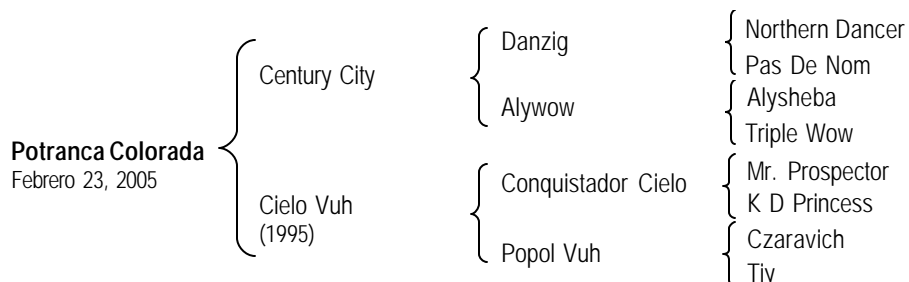 Potranca Colorada
Febrero 23, 2005
Century City
Cielo Vuh
(1995)
Danzig
Alywow
Conquistador Cielo
Popol Vuh
Northern Dancer
Pas De Nom
Alysheba
Triple Wow
Mr. Prospector
K D Princess
Czaravich